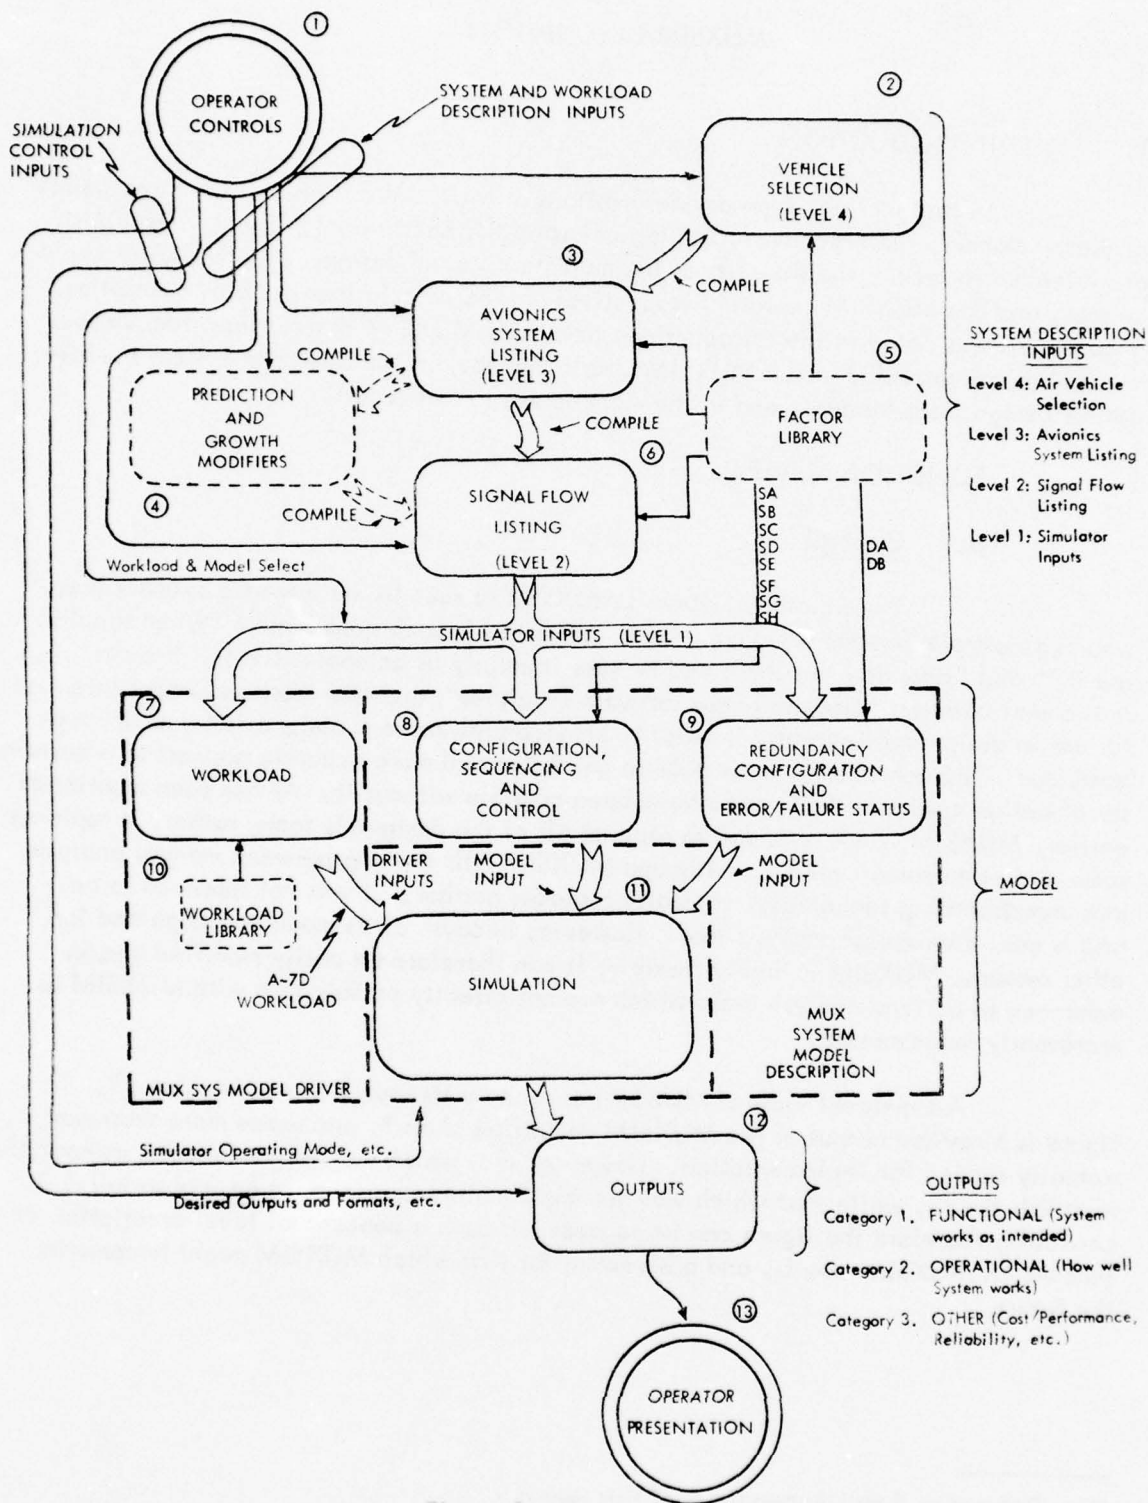 ①
OPERATOR
CONTROLS
SYSTEM AND WORKLOAD
DESCRIPTION INPUTS
SIMULATION
CONTROL
INPUTS
②
VEHICLE
SELECTION
(LEVEL 4)
COMPILE
③
AVIONICS
SYSTEM
LISTING
(LEVEL 3)
COMPILE
PREDICTION
AND
GROWTH
MODIFIERS
④
COMPILE
COMPILE
⑤
FACTOR
LIBRARY
⑥
SIGNAL FLOW
LISTING
(LEVEL 2)
SA
SB
SC
SD
SE
SF
SG
SH
DA
DB
SYSTEM DESCRIPTION
INPUTS
Level 4: Air Vehicle
Selection
Level 3: Avionics
System Listing
Level 2: Signal Flow
Listing
Level 1: Simulator
Inputs
Workload & Model Select
SIMULATOR INPUTS (LEVEL 1)
⑦
WORKLOAD
⑧
CONFIGURATION,
SEQUENCING
AND
CONTROL
⑨
REDUNDANCY
CONFIGURATION
AND
ERROR/FAILURE STATUS
⑩
WORKLOAD
LIBRARY
DRIVER
INPUTS
MODEL
INPUT
⑪
MODEL
INPUT
A-7D
WORKLOAD
SIMULATION
MODEL
MUX
SYSTEM
MODEL
DESCRIPTION
MUX SYS MODEL DRIVER
Simulator Operating Mode, etc.
Desired Outputs and Formats, etc.
⑫
OUTPUTS
OUTPUTS
Category 1. FUNCTIONAL (System
works as intended)
Category 2. OPERATIONAL (How well
System works)
Category 3. OTHER (Cost/Performance,
Reliability, etc.)
⑬
OPERATOR
PRESENTATION